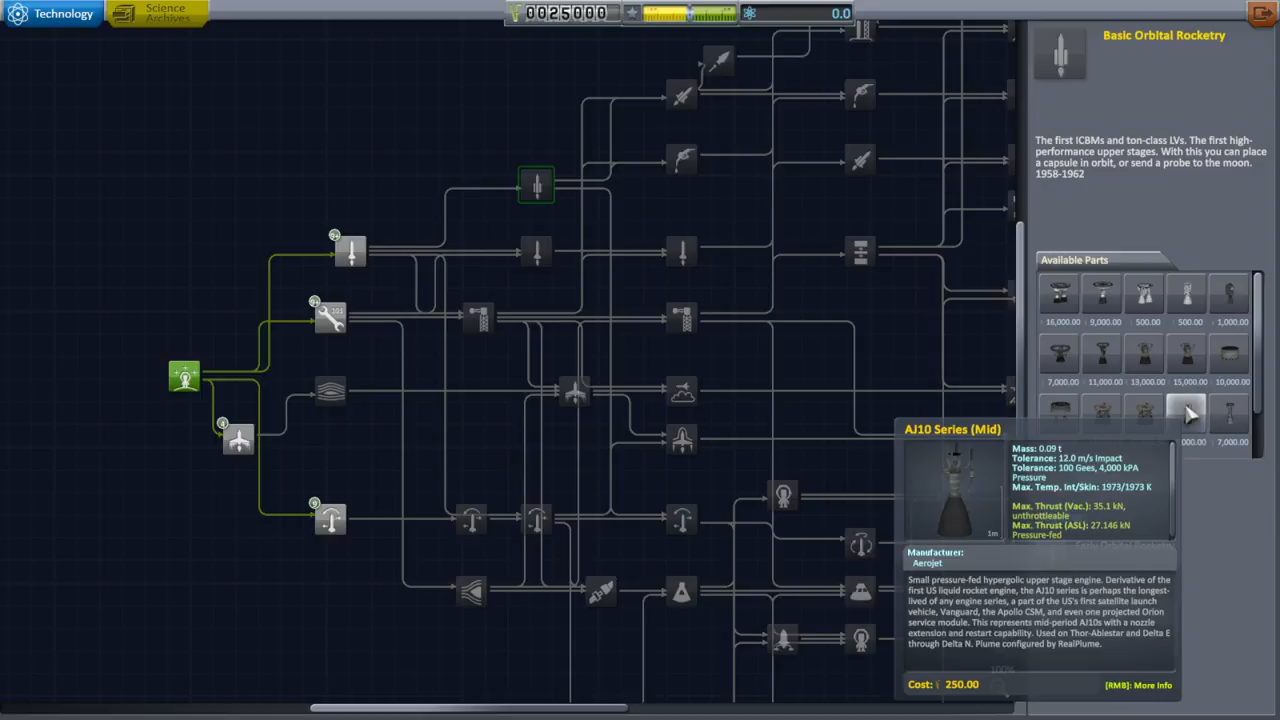 Technology
Science
Archives
0025000
0.0
Basic Orbital Rocketry
The first ICBMs and ton-class LVs. The first high-
performance upper stages. With this you can place
a capsule in orbit, or send a probe to the moon.
1958-1962
Available Parts
16,000.00 9,000.00 500.00 500.00 1,000.00
7,000.00 11,000.00 13,000.00 15,000.00 10,000.00
7,000.00
101
9+
9+
4
9
AJ10 Series (Mid)
Mass: 0.09 t
Tolerance: 12.0 m/s Impact
Tolerance: 100 Gees, 4,000 kPA
Pressure
Max. Temp. Int/Skin: 1973/1973 K
Max. Thrust (Vac.): 35.1 kN,
unthrottleable
Max. Thrust (ASL): 27.146 kN
Pressure-fed
1m
Manufacturer:
Aerojet
Small pressure-fed hypergolic upper stage engine. Derivative of the
first US liquid rocket engine, the AJ10 series is perhaps the longest-
lived of any engine series, a part of the US's first satellite launch
vehicle, Vanguard, the Apollo CSM, and even one projected Orion
service module. This represents mid-period AJ10s with a nozzle
extension and restart capability. Used on Thor-Ablestar and Delta E
through Delta N. Plume configured by RealPlume.
100%
Cost: 250.00
[RMB]: More Info